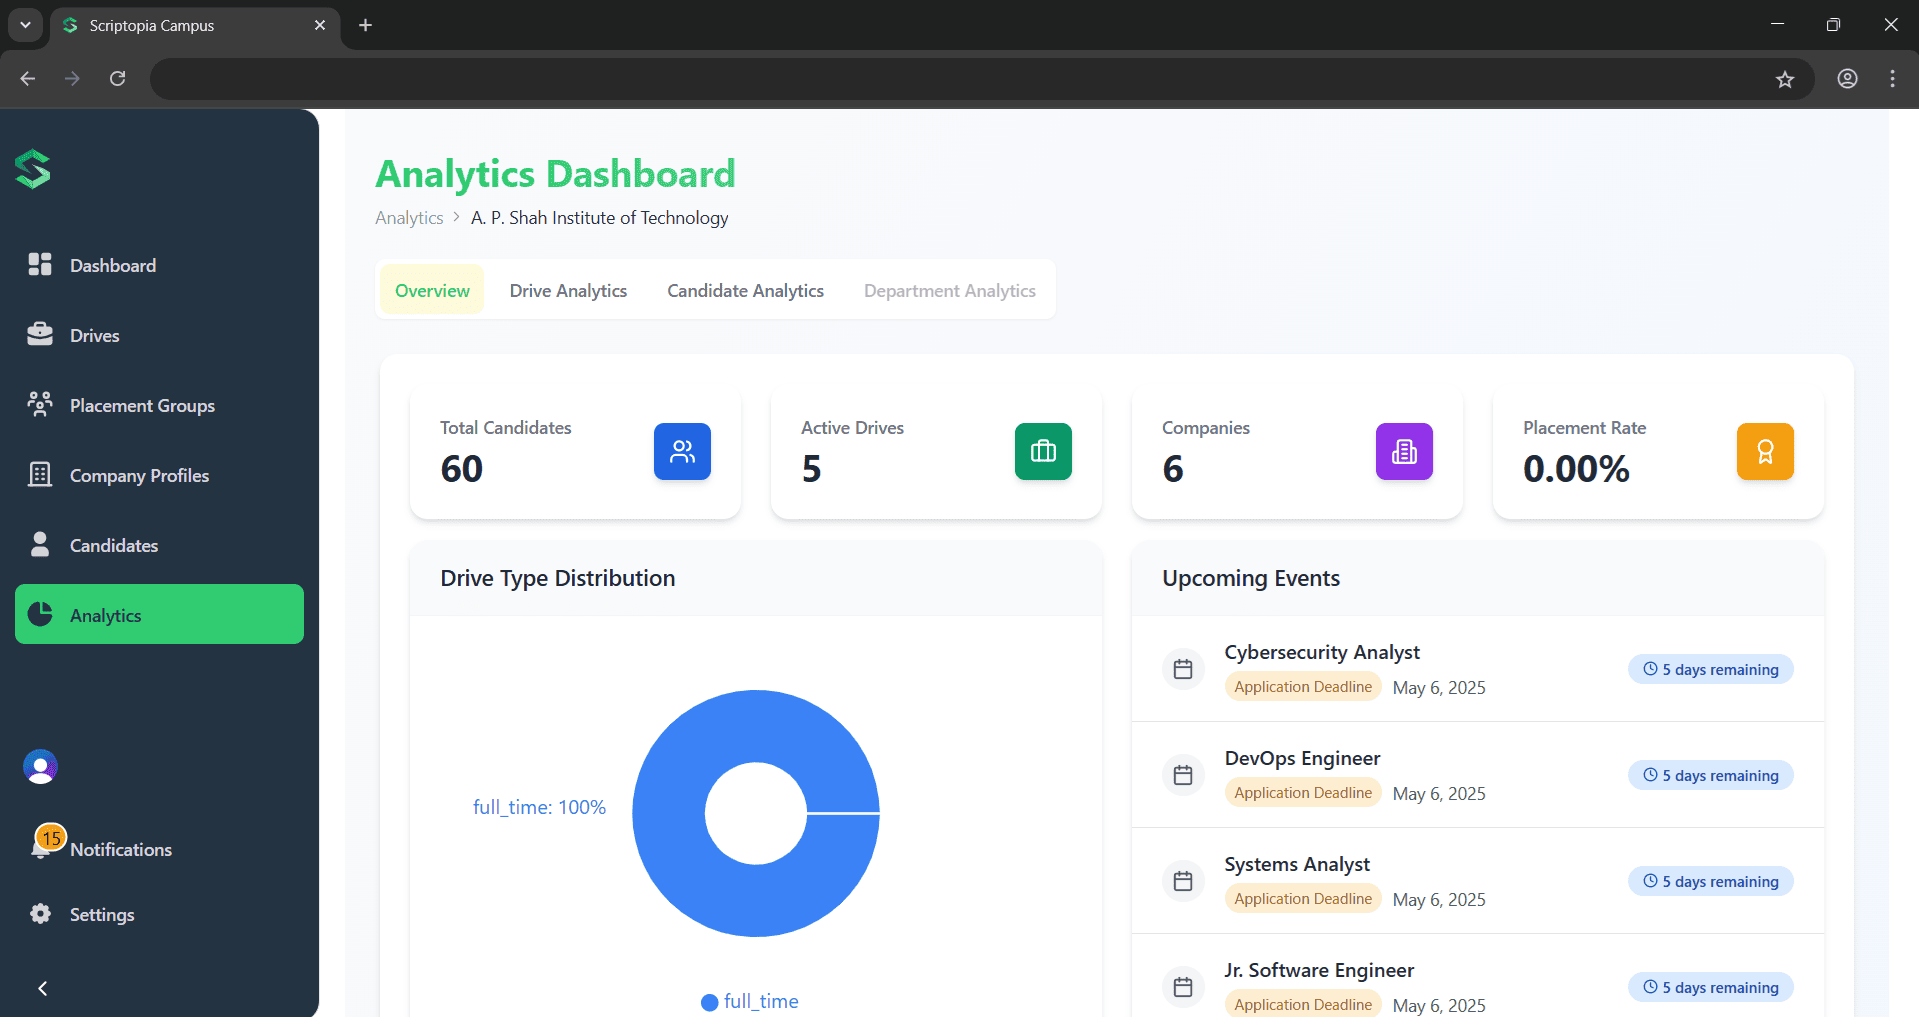 Scriptopia Campus
Analytics Dashboard
Analytics > A. P. Shah Institute of Technology
Dashboard
Drives
Placement Groups
Company Profiles
Candidates
Analytics
15
Notifications
Settings
Overview
Drive Analytics
Candidate Analytics
Department Analytics
Total Candidates
60
Active Drives
5
Companies
6
Placement Rate
0.00%
Drive Type Distribution
full_time: 100%
full_time
Upcoming Events
Cybersecurity Analyst
Application Deadline May 6, 2025
5 days remaining
DevOps Engineer
Application Deadline May 6, 2025
5 days remaining
Systems Analyst
Application Deadline May 6, 2025
5 days remaining
Jr. Software Engineer
Application Deadline May 6, 2025
5 days remaining